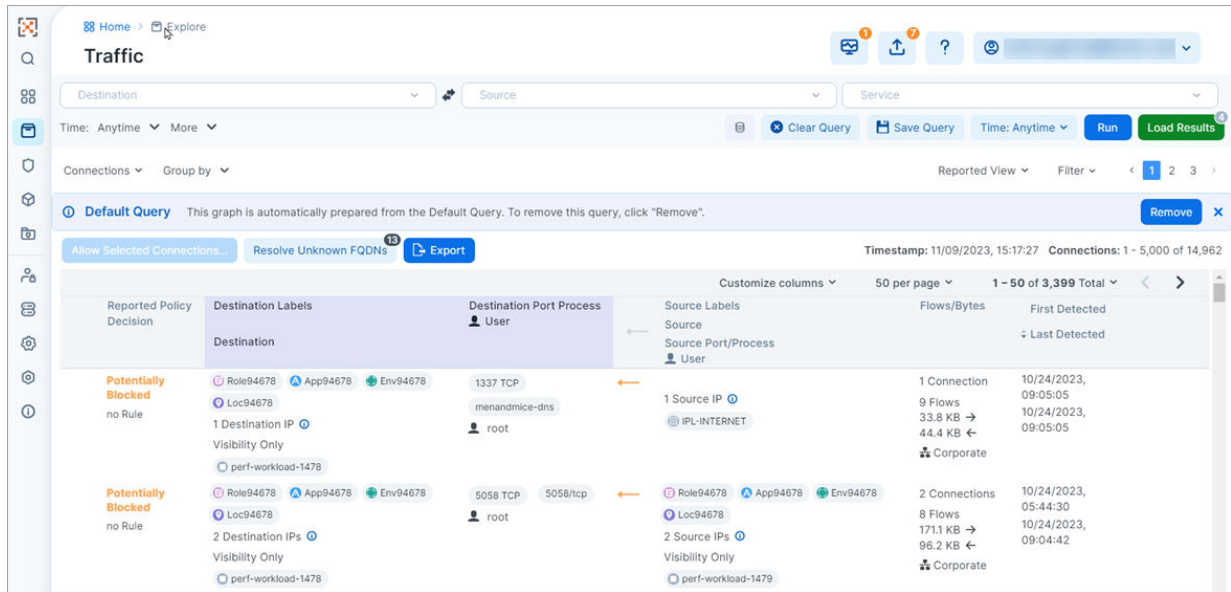 Home > Explore
Traffic
1
7
?
Destination
Source
Service
Time: Anytime More
Clear Query
Save Query
Time: Anytime
Run
Load Results
4
Connections Group by
Reported View Filter < 1 2 3 >
Default Query This graph is automatically prepared from the Default Query. To remove this query, click "Remove".
Remove
Allow Selected Connections...
Resolve Unknown FQDNs
13
Export
Timestamp: 11/09/2023, 15:17:27 Connections: 1 - 5,000 of 14,962
Customize columns 50 per page 1 – 50 of 3,399 Total
Reported Policy
Decision
Destination Labels
Destination
Destination Port Process
User
Source Labels
Source
Source Port/Process
User
Flows/Bytes
First Detected
Last Detected
Potentially
Blocked
no Rule
Role94678 App94678 Env94678
Loc94678
1 Destination IP
Visibility Only
perf-workload-1478
1337 TCP
menandmice-dns
root
←
1 Source IP
IPL-INTERNET
1 Connection
9 Flows
33.8 KB →
44.4 KB ←
Corporate
10/24/2023,
09:05:05
10/24/2023,
09:05:05
Potentially
Blocked
no Rule
Role94678 App94678 Env94678
Loc94678
2 Destination IPs
Visibility Only
perf-workload-1478
5058 TCP 5058/tcp
root
←
Role94678 App94678 Env94678
Loc94678
2 Source IPs
Visibility Only
perf-workload-1479
2 Connections
8 Flows
171.1 KB →
96.2 KB ←
Corporate
10/24/2023,
05:44:30
10/24/2023,
09:04:42